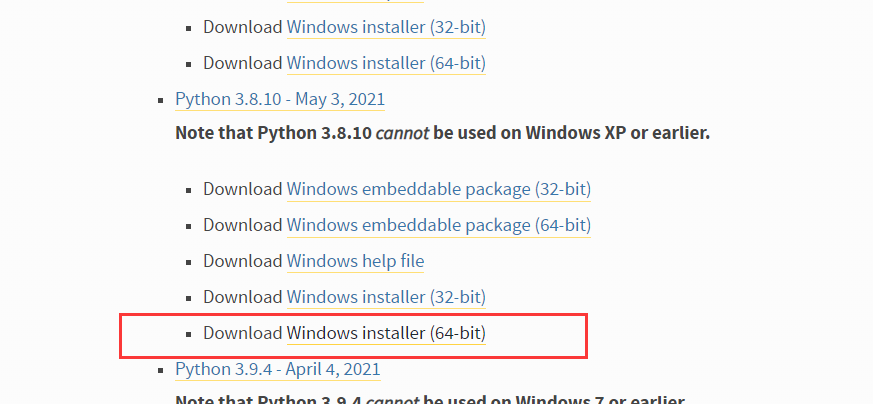 Download Windows installer (32-bit)
Download Windows installer (64-bit)
Python 3.8.10 - May 3, 2021
Note that Python 3.8.10 cannot be used on Windows XP or earlier.
Download Windows embeddable package (32-bit)
Download Windows embeddable package (64-bit)
Download Windows help file
Download Windows installer (32-bit)
Download Windows installer (64-bit)
Python 3.9.4 - April 4, 2021
Note that Python 3.9.4 cannot be used on Windows 7 or earlier.